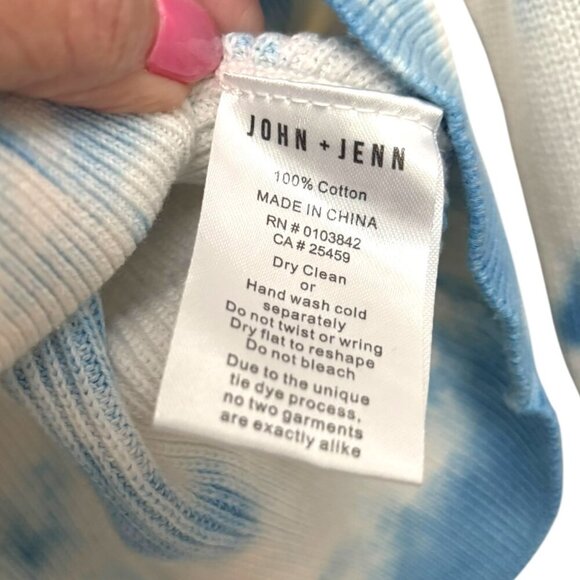 JOHN + JENN
100% Cotton
MADE IN CHINA
RN # 0103842
CA # 25459
Dry Clean
or
Hand wash cold
separately
Do not twist or wring
Dry flat to reshape
Do not bleach
Due to the unique
tie dye process,
no two garments
are exactly alike